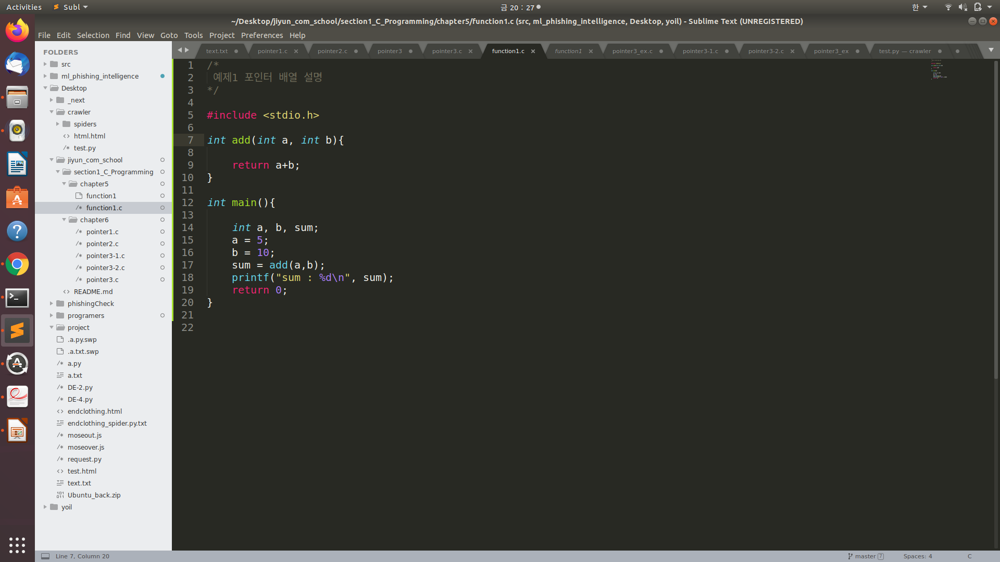 Activities
Subl
금 20 : 27
한
~/Desktop/jiyun_com_school/section1_C_Programming/chapter5/function1.c (src, ml_phishing_intelligence, Desktop, yoil) - Sublime Text (UNREGISTERED)
File Edit Selection Find View Goto Tools Project Preferences Help
FOLDERS
src
ml_phishing_intelligence
Desktop
_next
crawler
spiders
<> html.html
/* test.py
jiyun_com_school
section1_C_Programming
chapter5
function1
/* function1.c
chapter6
/* pointer1.c
/* pointer2.c
/* pointer3-1.c
/* pointer3-2.c
/* pointer3.c
<> README.md
phishingCheck
programers
project
.a.py.swp
.a.txt.swp
/* a.py
a.txt
/* DE-2.py
/* DE-4.py
<> endclothing.html
endclothing_spider.py.txt
/* moseout.js
/* moseover.js
/* request.py
<> test.html
text.txt
Ubuntu_back.zip
yoil
text.txt pointer1.c pointer2.c pointer3 pointer3.c function1.c function1 pointer3_ex.c pointer3-1.c pointer3-2.c pointer3_ex test.py — crawler
1 /*
2 예제1 포인터 배열 설명
3 */
4
5 #include <stdio.h>
6
7 int add(int a, int b){
8
9 return a+b;
10 }
11
12 int main(){
13
14 int a, b, sum;
15 a = 5;
16 b = 10;
17 sum = add(a,b);
18 printf("sum : %d\n", sum);
19 return 0;
20 }
21
22
Line 7, Column 20
master 7
Spaces: 4
C